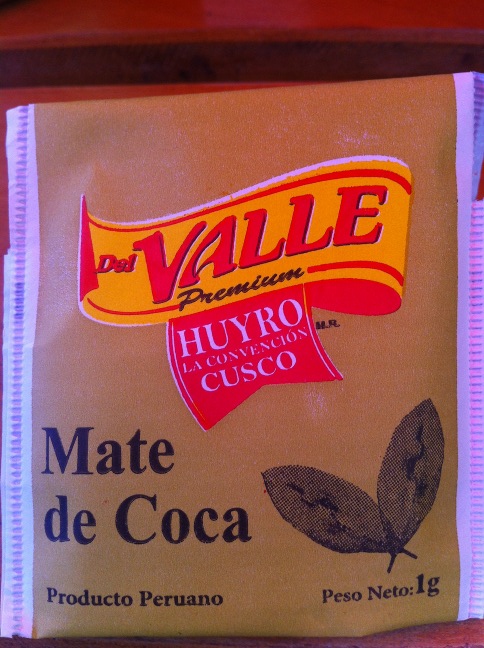 Del VALLE
Premium
HUYRO
M.R.
LA CONVENCIÓN
CUSCO
Mate
de Coca
Producto Peruano
Peso Neto:1g